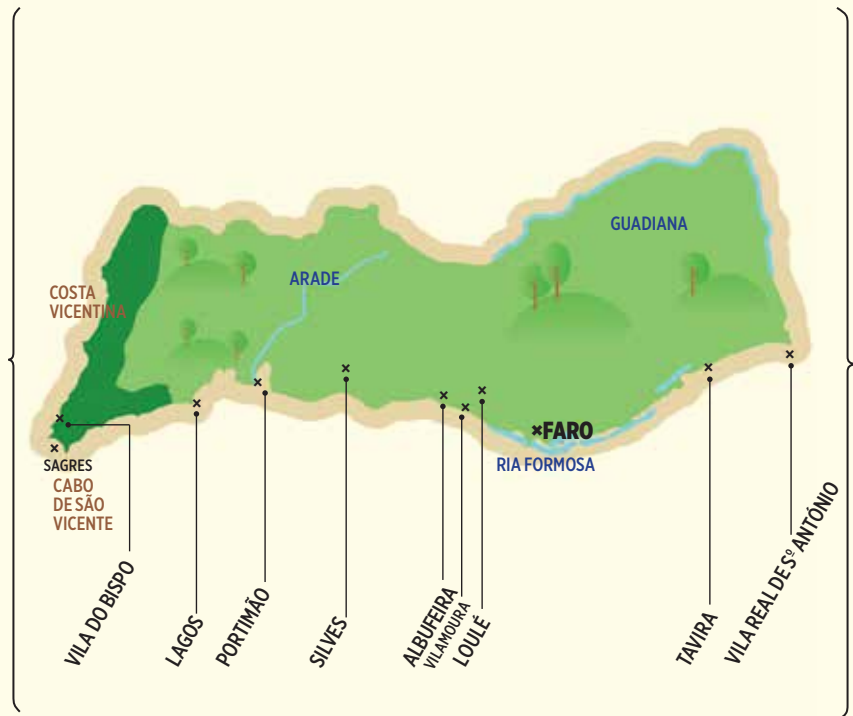 GUADIANA
ARADE
COSTA
VICENTINA
FARO
RIA FORMOSA
SAGRES
CABO
DE SÃO
VICENTE
VILA DO BISPO
LAGOS
PORTIMÃO
SILVES
ALBUFEIRA
VILAMOURA
LOULÉ
TAVIRA
VILA REAL DE Sº ANTÓNIO